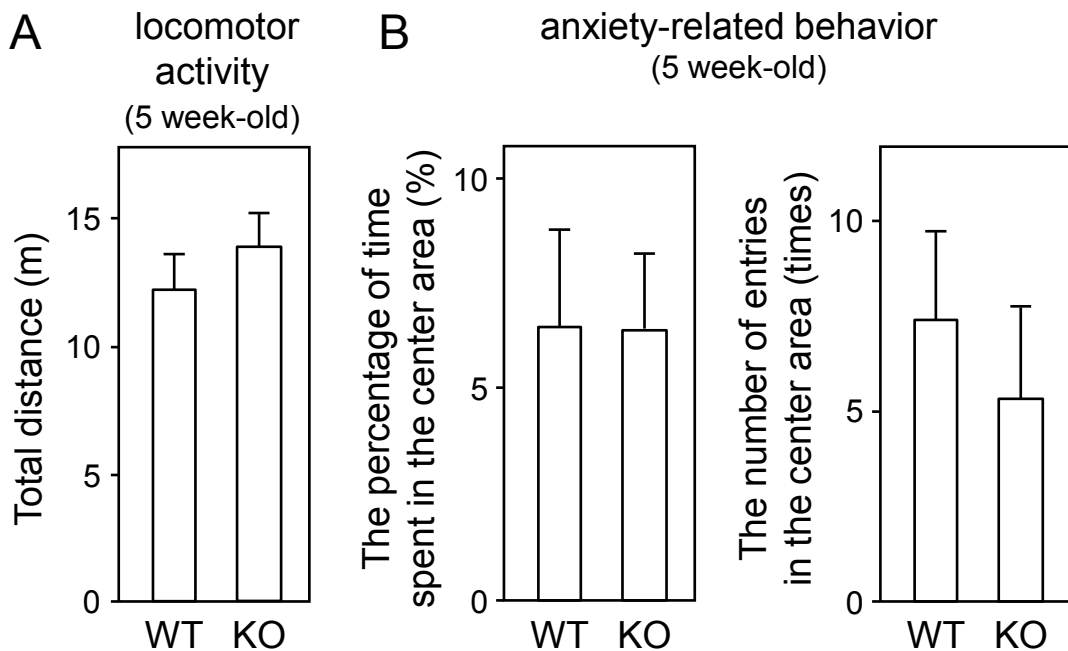 A
locomotor
activity
(5 week-old)
Total distance (m)
15
10
5
0
WT KO
B
anxiety-related behavior
(5 week-old)
The percentage of time
spent in the center area (%)
10
5
0
WT KO
The number of entries
in the center area (times)
10
5
0
WT KO